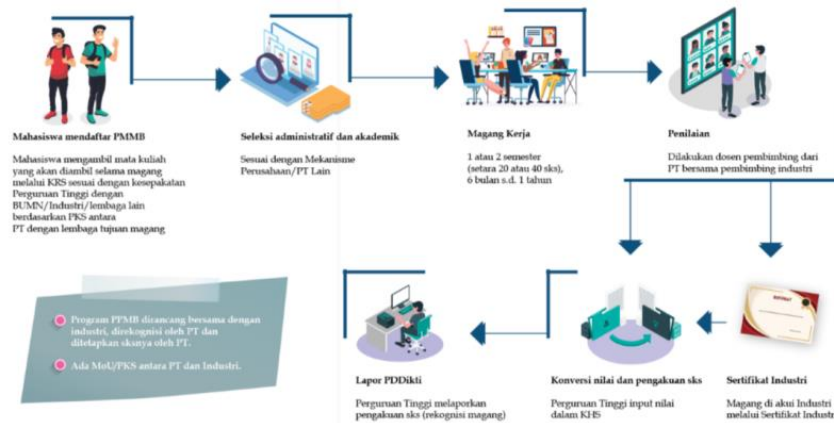 Mahasiswa mendaftar PMMB
Mahasiswa mengambil mata kuliah
yang akan diambil selama magang
melalui KRS sesuai dengan kesepakatan
Perguruan Tinggi dengan
BUMN/Industri/lembaga lain
berdasarkan PKS antara
PT dengan lembaga tujuan magang
Seleksi administratif dan akademik
Sesuai dengan Mekanisme
Perusahaan/PT Lain
Magang Kerja
1 atau 2 semester
(setara 20 atau 40 sks),
6 bulan s.d. 1 tahun
Penilaian
Dilakukan dosen pembimbing dari
PT bersama pembimbing industri
Program PPMB dirancang bersama dengan
industri, direkognisi oleh PT dan
ditetapkan sksnya oleh PT.
Ada MoU/PKS antara PT dan Industri.
Lapor PDDikti
Perguruan Tinggi melaporkan
pengakuan sks (rekognisi magang)
Konversi nilai dan pengakuan sks
Perguruan Tinggi input nilai
dalam KHS
Sertifikat Industri
Magang di akui Industri
melalui Sertifikat Industri